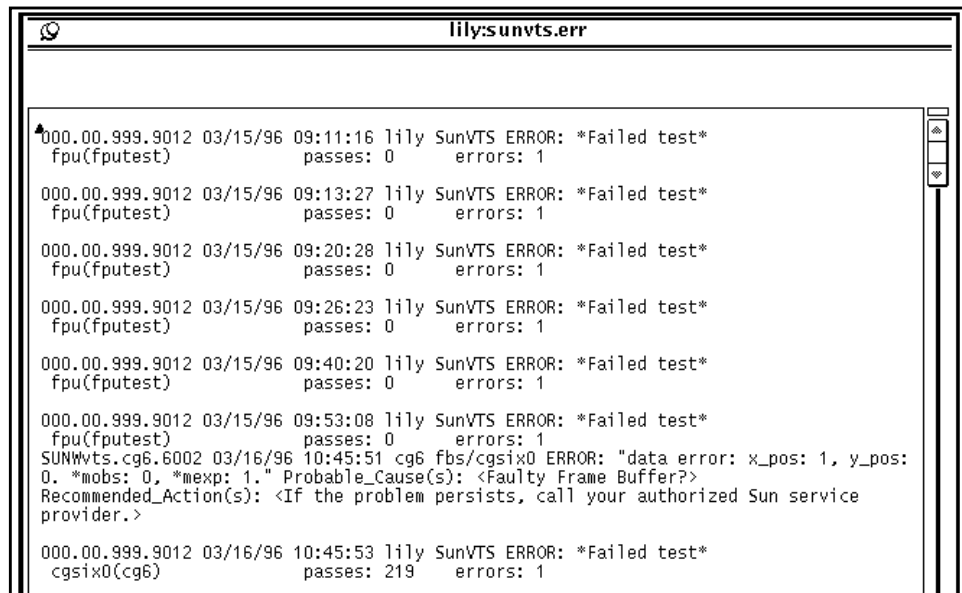 lily:sunvts.err
000.00.999.9012 03/15/96 09:11:16 lily SunVTS ERROR: *Failed test*
fpu(fputest) passes: 0 errors: 1
000.00.999.9012 03/15/96 09:13:27 lily SunVTS ERROR: *Failed test*
fpu(fputest) passes: 0 errors: 1
000.00.999.9012 03/15/96 09:20:28 lily SunVTS ERROR: *Failed test*
fpu(fputest) passes: 0 errors: 1
000.00.999.9012 03/15/96 09:26:23 lily SunVTS ERROR: *Failed test*
fpu(fputest) passes: 0 errors: 1
000.00.999.9012 03/15/96 09:40:20 lily SunVTS ERROR: *Failed test*
fpu(fputest) passes: 0 errors: 1
000.00.999.9012 03/15/96 09:53:08 lily SunVTS ERROR: *Failed test*
fpu(fputest) passes: 0 errors: 1
SUNWvts.cg6.6002 03/16/96 10:45:51 cg6 fbs/cgsix0 ERROR: "data error: x_pos: 1, y_pos:
0. *mobs: 0, *mexp: 1." Probable_Cause(s): <Faulty Frame Buffer?>
Recommended_Action(s): <If the problem persists, call your authorized Sun service
provider.>
000.00.999.9012 03/16/96 10:45:53 lily SunVTS ERROR: *Failed test*
cgsix0(cg6) passes: 219 errors: 1